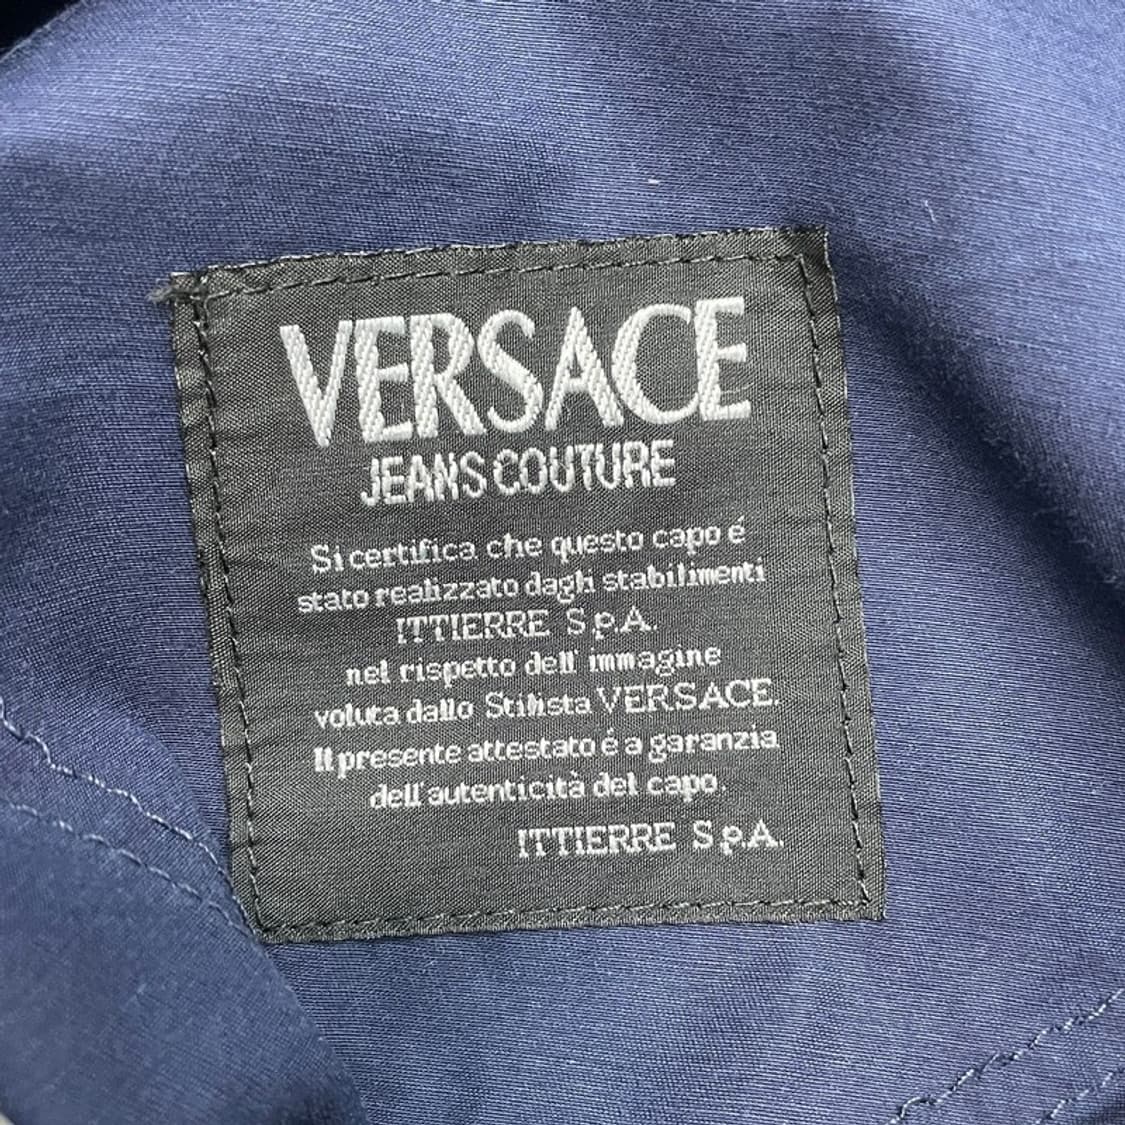 VERSACE
JEANS COUTURE
Si certifica che questo capo é
stato realizzato dagli stabilimenti
ITTIERRE S.p.A.
nel rispetto dell' immagine
voluta dallo Stilista VERSACE.
Il presente attestato é a garanzia
dell'autenticità del capo.
ITTIERRE S.p.A.